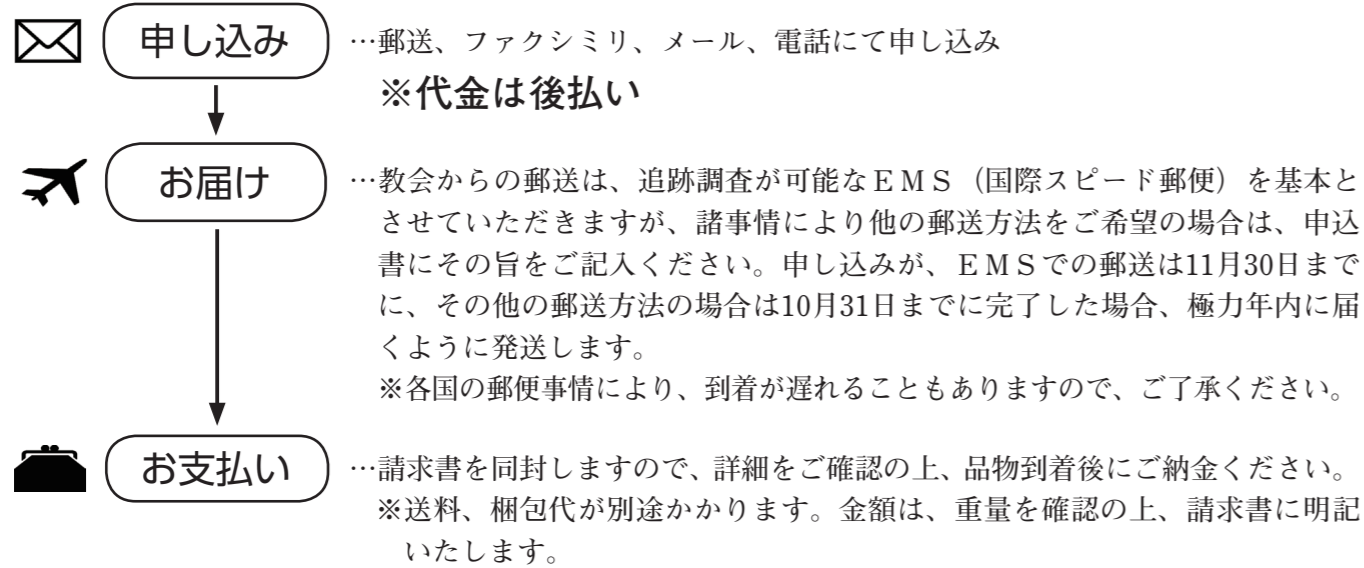 申し込み …郵送、ファクシミリ、メール、電話にて申し込み
※代金は後払い
お届け …教会からの郵送は、追跡調査が可能なＥＭＳ（国際スピード郵便）を基本と
させていただきますが、諸事情により他の郵送方法をご希望の場合は、申込
書にその旨をご記入ください。申し込みが、ＥＭＳでの郵送は11月30日まで
に、その他の郵送方法の場合は10月31日までに完了した場合、極力年内に届
くように発送します。
※各国の郵便事情により、到着が遅れることもありますので、ご了承ください。
お支払い …請求書を同封しますので、詳細をご確認の上、品物到着後にご納金ください。
※送料、梱包代が別途かかります。金額は、重量を確認の上、請求書に明記
いたします。